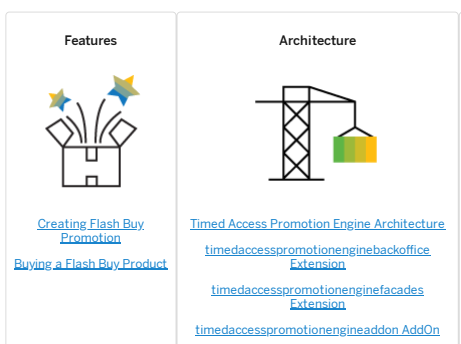 Features
Creating Flash Buy
Promotion
Buying a Flash Buy Product
Architecture
Timed Access Promotion Engine Architecture
timedaccesspromotionenginebackoffice
Extension
timedaccesspromotionenginefacades
Extension
timedaccesspromotionengineaddon AddOn